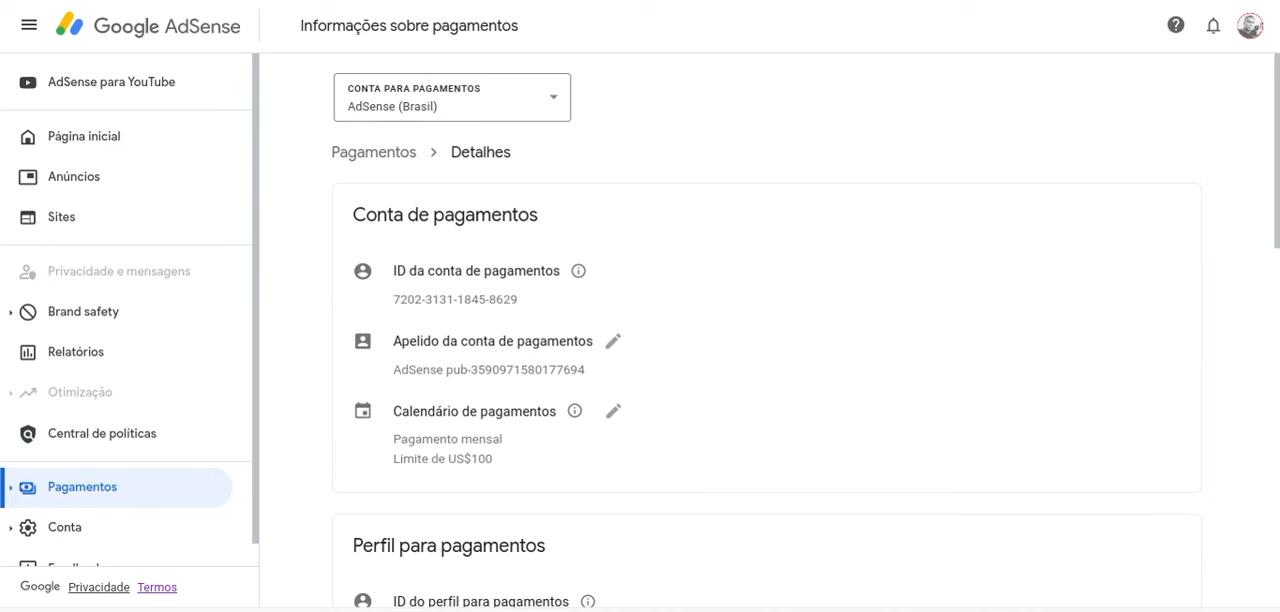 Google AdSense
Informações sobre pagamentos
AdSense para YouTube
Página inicial
Anúncios
Sites
Privacidade e mensagens
Brand safety
Relatórios
Otimização
Central de políticas
Pagamentos
Conta
Google Privacidade Termos
CONTA PARA PAGAMENTOS
AdSense (Brasil)
Pagamentos > Detalhes
Conta de pagamentos
ID da conta de pagamentos
7202-3131-1845-8629
Apelido da conta de pagamentos
AdSense pub-3590971580177694
Calendário de pagamentos
Pagamento mensal
Limite de US$100
Perfil para pagamentos
ID do perfil para pagamentos